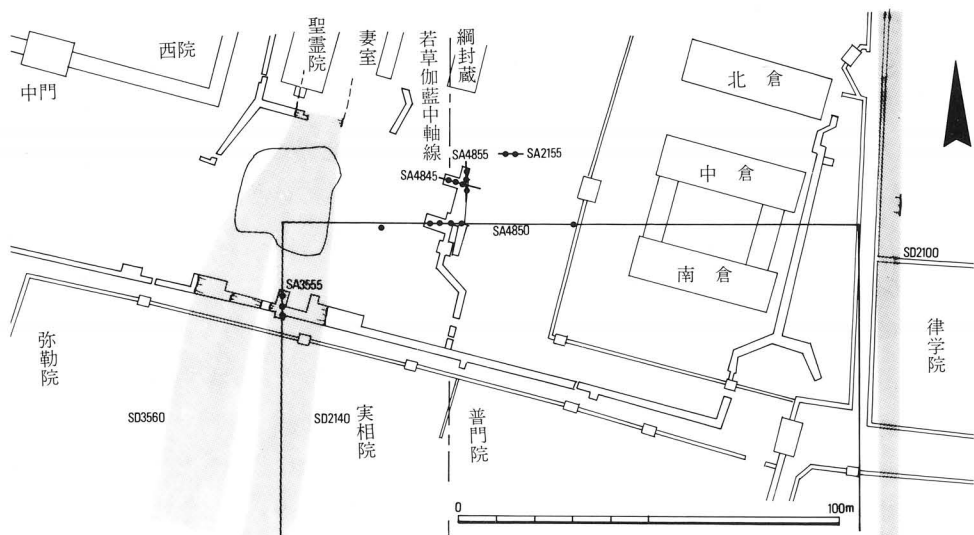 西院
中門
聖霊院
妻室
若草伽藍中軸線
綱封蔵
北倉
中倉
南倉
SA4855
SA2155
SA4845
SA4850
SD2100
SA3555
弥勒院
SD3560
SD2140
実相院
普門院
律学院
0
100m